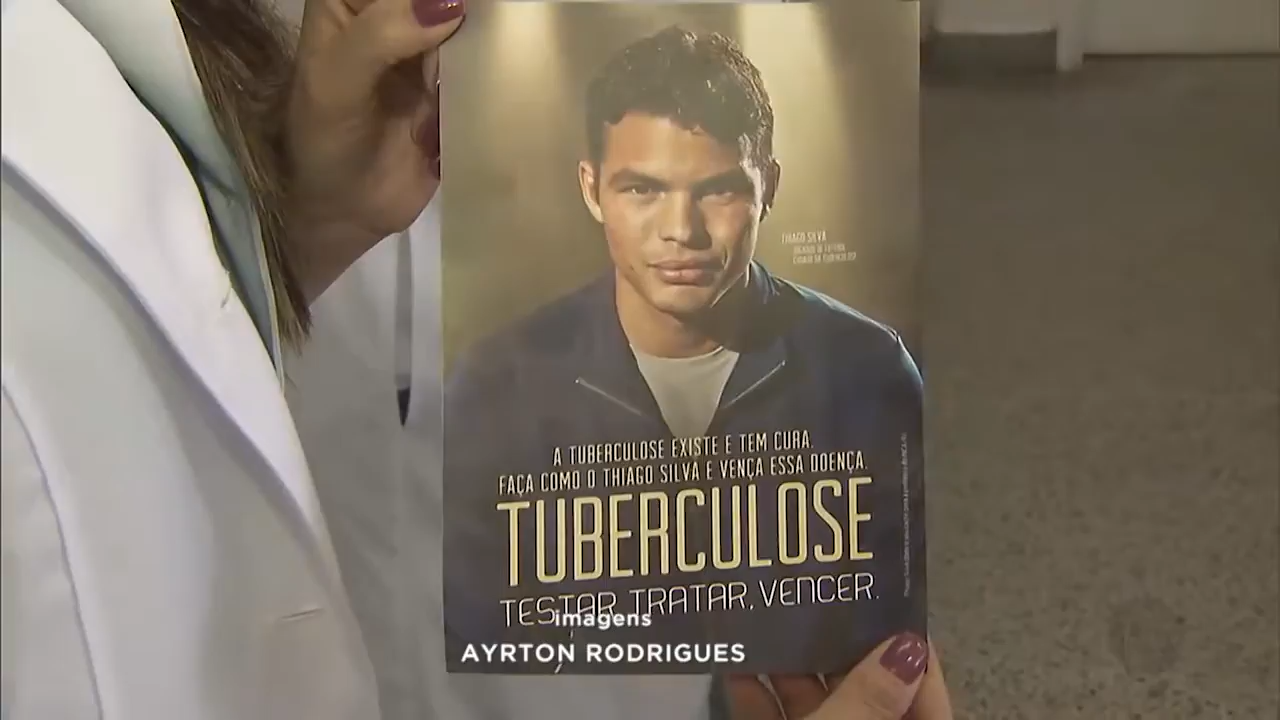 THIAGO SILVA
A TUBERCULOSE EXISTE E TEM CURA.
FAÇA COMO O THIAGO SILVA E VENÇA ESSA DOENÇA.
TUBERCULOSE
TESTAR, TRATAR, VENCER.
imagens
AYRTON RODRIGUES